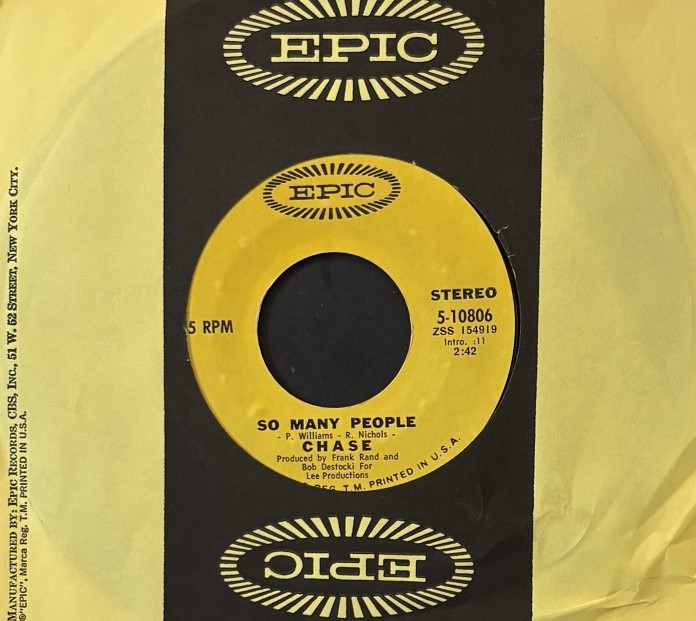 EPIC
EPIC
STEREO
5-10806
ZSS 154919
Intro. :11
2:42
5 RPM
SO MANY PEOPLE
- P. Williams - R. Nichols -
CHASE
Produced by Frank Rand and
Bob Destocki For
Lee Productions
REG. T.M. PRINTED IN U.S.A.
EPIC
MANUFACTURED BY: EPIC RECORDS, CBS, INC., 51 W. 52 STREET, NEW YORK CITY.
®"EPIC", Marca Reg. T.M. PRINTED IN U.S.A.